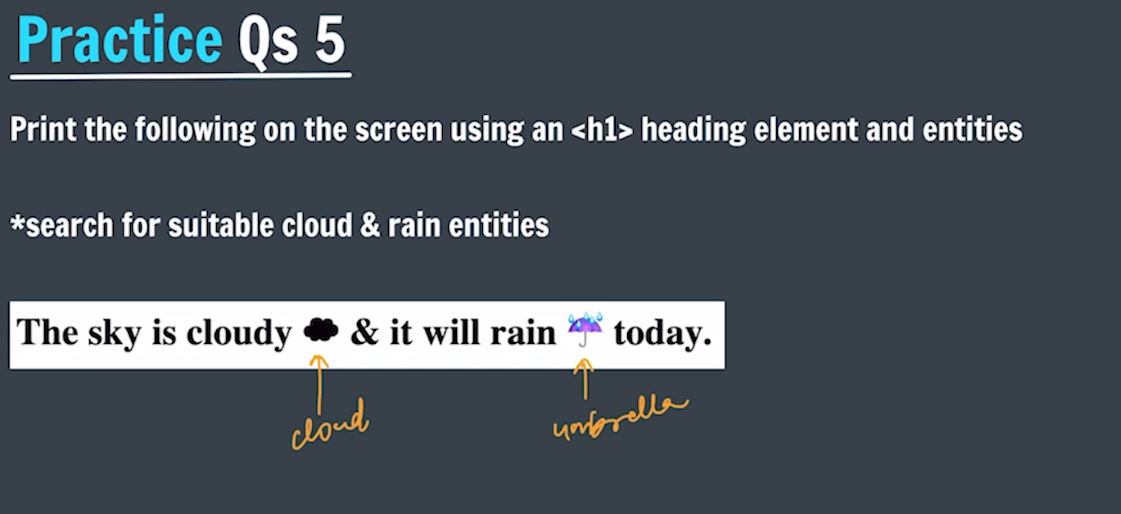 Practice Qs 5
Print the following on the screen using an <h1> heading element and entities
*search for suitable cloud & rain entities
The sky is cloudy ☁ & it will rain ☔ today.
cloud
umbrella